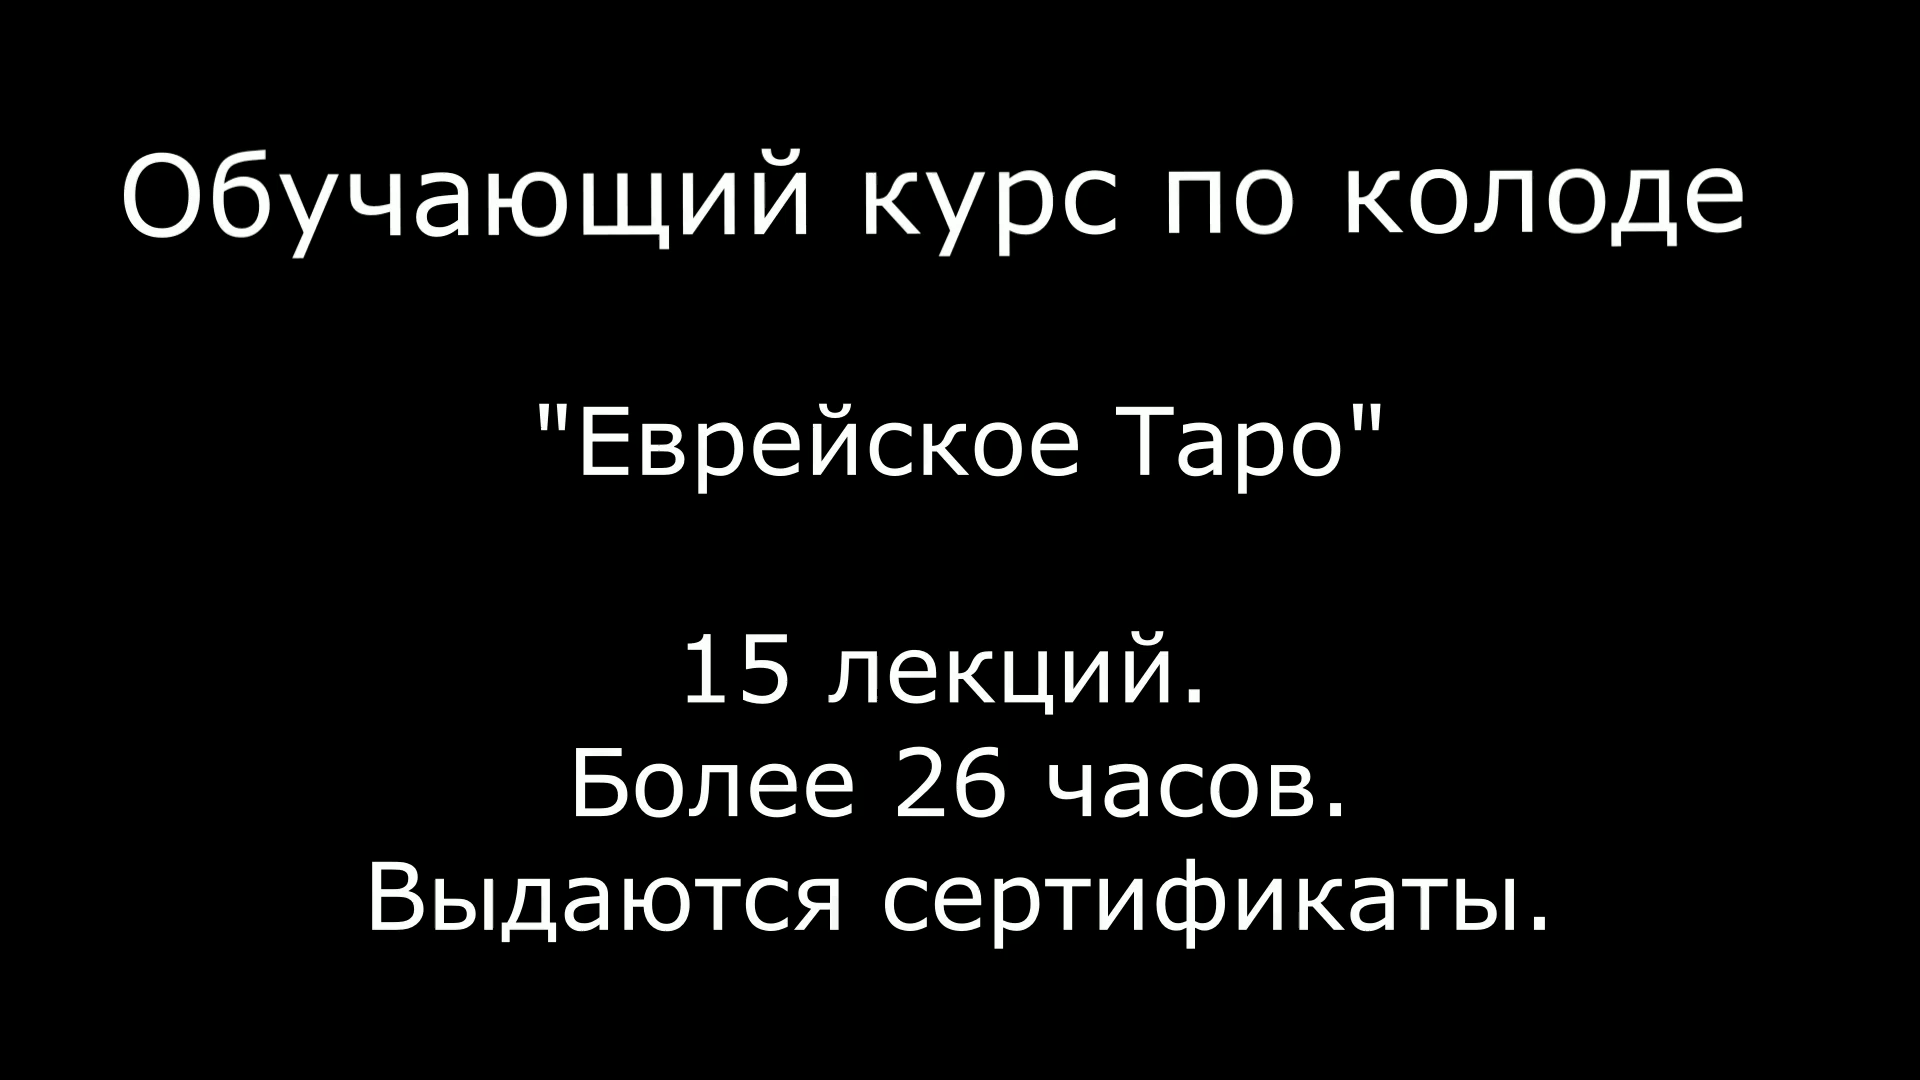 Обучающий курс по колоде
"Еврейское Таро"
15 лекций.
Более 26 часов.
Выдаются сертификаты.